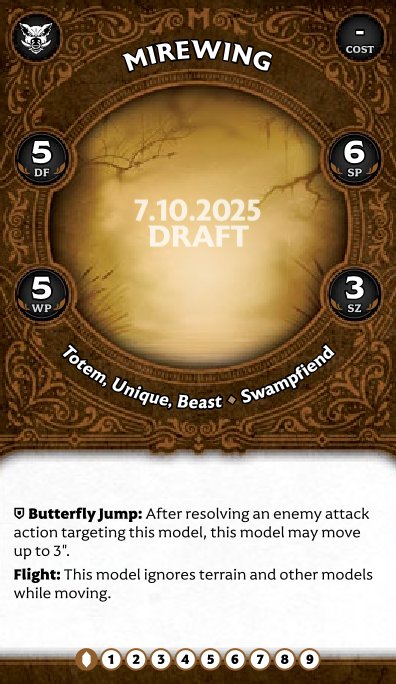 MIREWING
-
COST
5
DF
6
SP
7.10.2025
DRAFT
5
WP
3
SZ
Totem, Unique, Beast ◆ Swampfiend
Butterfly Jump: After resolving an enemy attack
action targeting this model, this model may move
up to 3".
Flight: This model ignores terrain and other models
while moving.
1 2 3 4 5 6 7 8 9